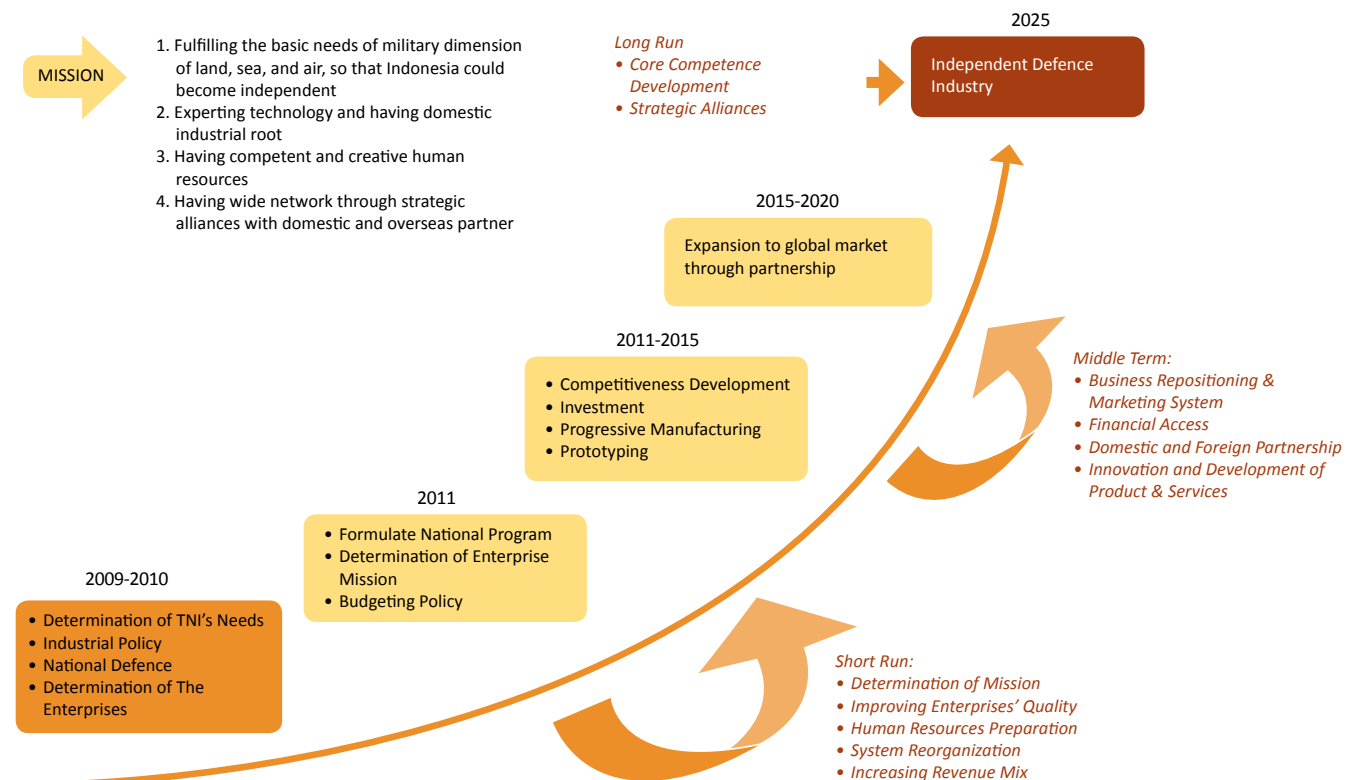 MISSION
1. Fulfilling the basic needs of military dimension
of land, sea, and air, so that Indonesia could
become independent
2. Experting technology and having domestic
industrial root
3. Having competent and creative human
resources
4. Having wide network through strategic
alliances with domestic and overseas partner
Long Run
• Core Competence
Development
• Strategic Alliances
2025
Independent Defence
Industry
2015-2020
Expansion to global market
through partnership
2011-2015
• Competitiveness Development
• Investment
• Progressive Manufacturing
• Prototyping
Middle Term:
• Business Repositioning &
Marketing System
• Financial Access
• Domestic and Foreign Partnership
• Innovation and Development of
Product & Services
2011
• Formulate National Program
• Determination of Enterprise
Mission
• Budgeting Policy
2009-2010
• Determination of TNI's Needs
• Industrial Policy
• National Defence
• Determination of The
Enterprises
Short Run:
• Determination of Mission
• Improving Enterprises' Quality
• Human Resources Preparation
• System Reorganization
• Increasing Revenue Mix